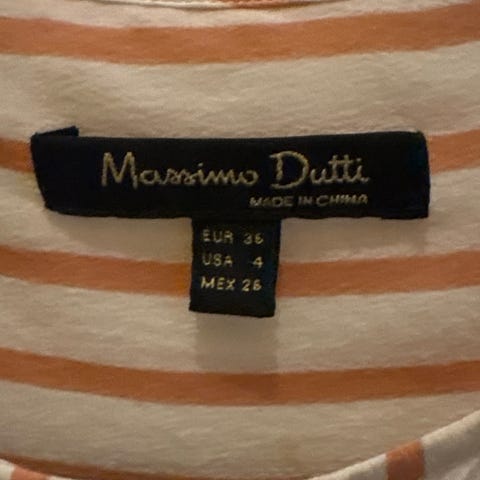 Massimo Dutti
MADE IN CHINA
EUR 36
USA 4
MEX 26